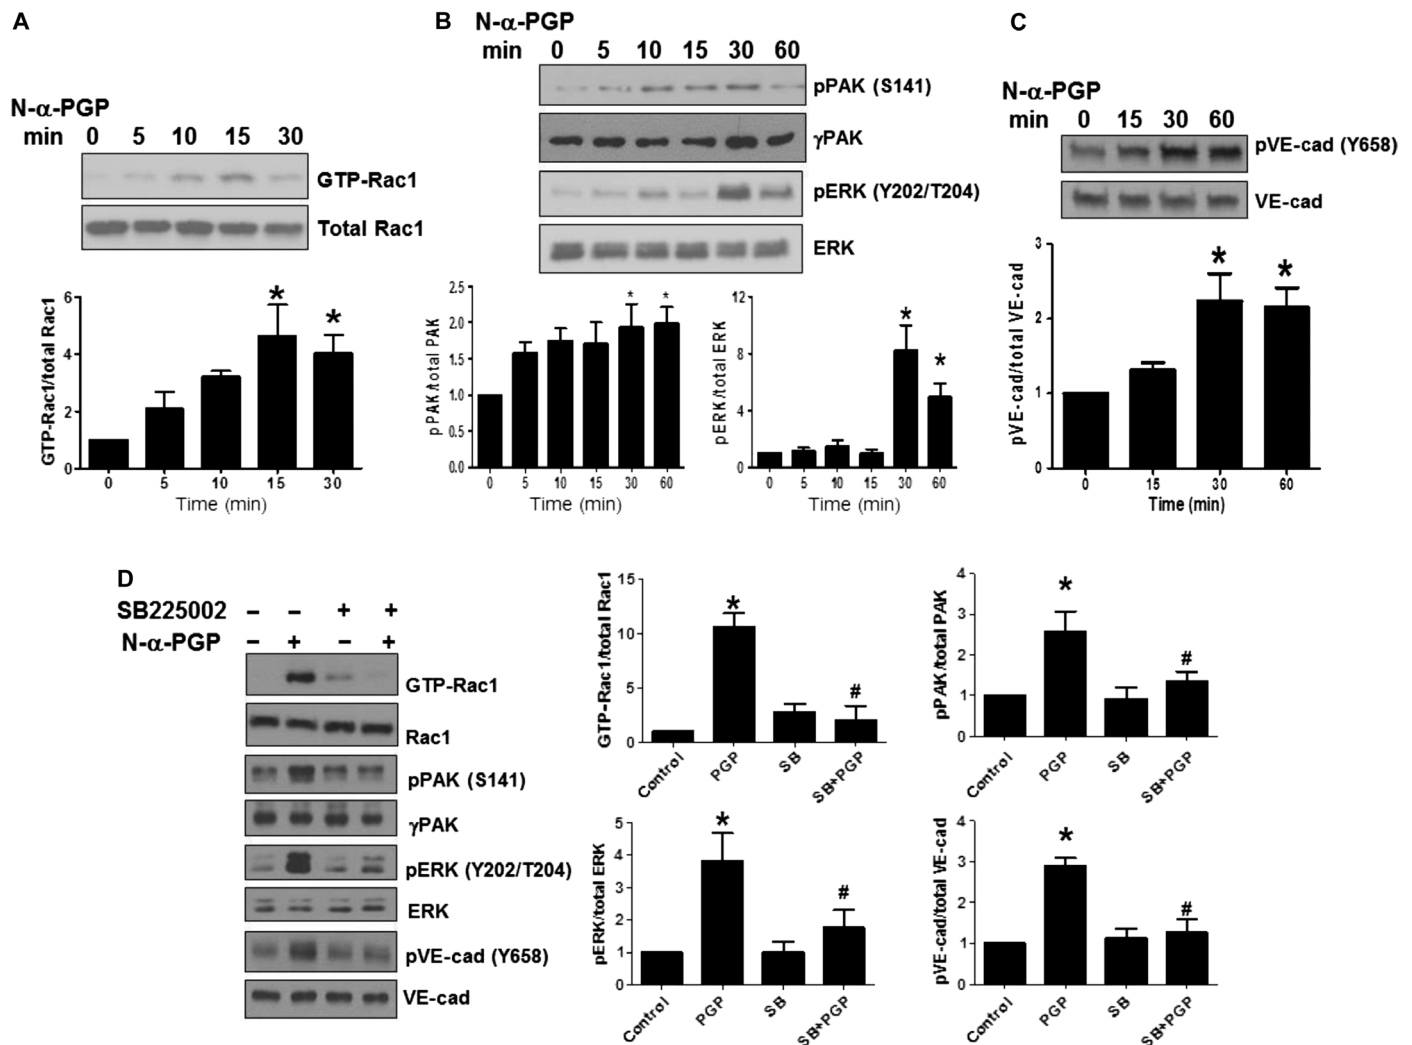 A
N-α-PGP
min 0 5 10 15 30
GTP-Rac1
Total Rac1
GTP-Rac1/total Rac1
6
4
2
0
* *
0 5 10 15 30
Time (min)
B
N-α-PGP
min 0 5 10 15 30 60
pPAK (S141)
γPAK
pERK (Y202/T204)
ERK
pPAK/total PAK
2.5
2.0
1.5
1.0
0.5
0.0
* *
0 5 10 15 30 60
Time (min)
pERK/total ERK
12
8
4
0
* *
0 5 10 15 30 60
Time (min)
C
N-α-PGP
min 0 15 30 60
pVE-cad (Y658)
VE-cad
pVE-cad/total VE-cad
3
2
1
0
* *
0 15 30 60
Time (min)
D
SB225002 – – + +
N-α-PGP – + – +
GTP-Rac1
Rac1
pPAK (S141)
γPAK
pERK (Y202/T204)
ERK
pVE-cad (Y658)
VE-cad
GTP-Rac1/total Rac1
15
10
5
0
* #
Control PGP SB SB+PGP
pPAK/total PAK
4
3
2
1
0
* #
Control PGP SB SB+PGP
pERK/total ERK
5
4
3
2
1
0
* #
Control PGP SB SB+PGP
pVE-cad/total VE-cad
4
3
2
1
0
* #
Control PGP SB SB+PGP